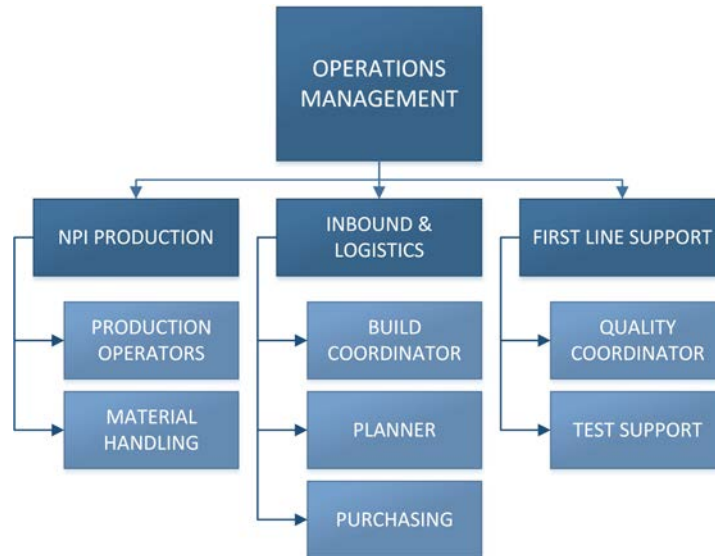 OPERATIONS
MANAGEMENT
NPI PRODUCTION
INBOUND &
LOGISTICS
FIRST LINE SUPPORT
PRODUCTION
OPERATORS
BUILD
COORDINATOR
QUALITY
COORDINATOR
MATERIAL
HANDLING
PLANNER
TEST SUPPORT
PURCHASING